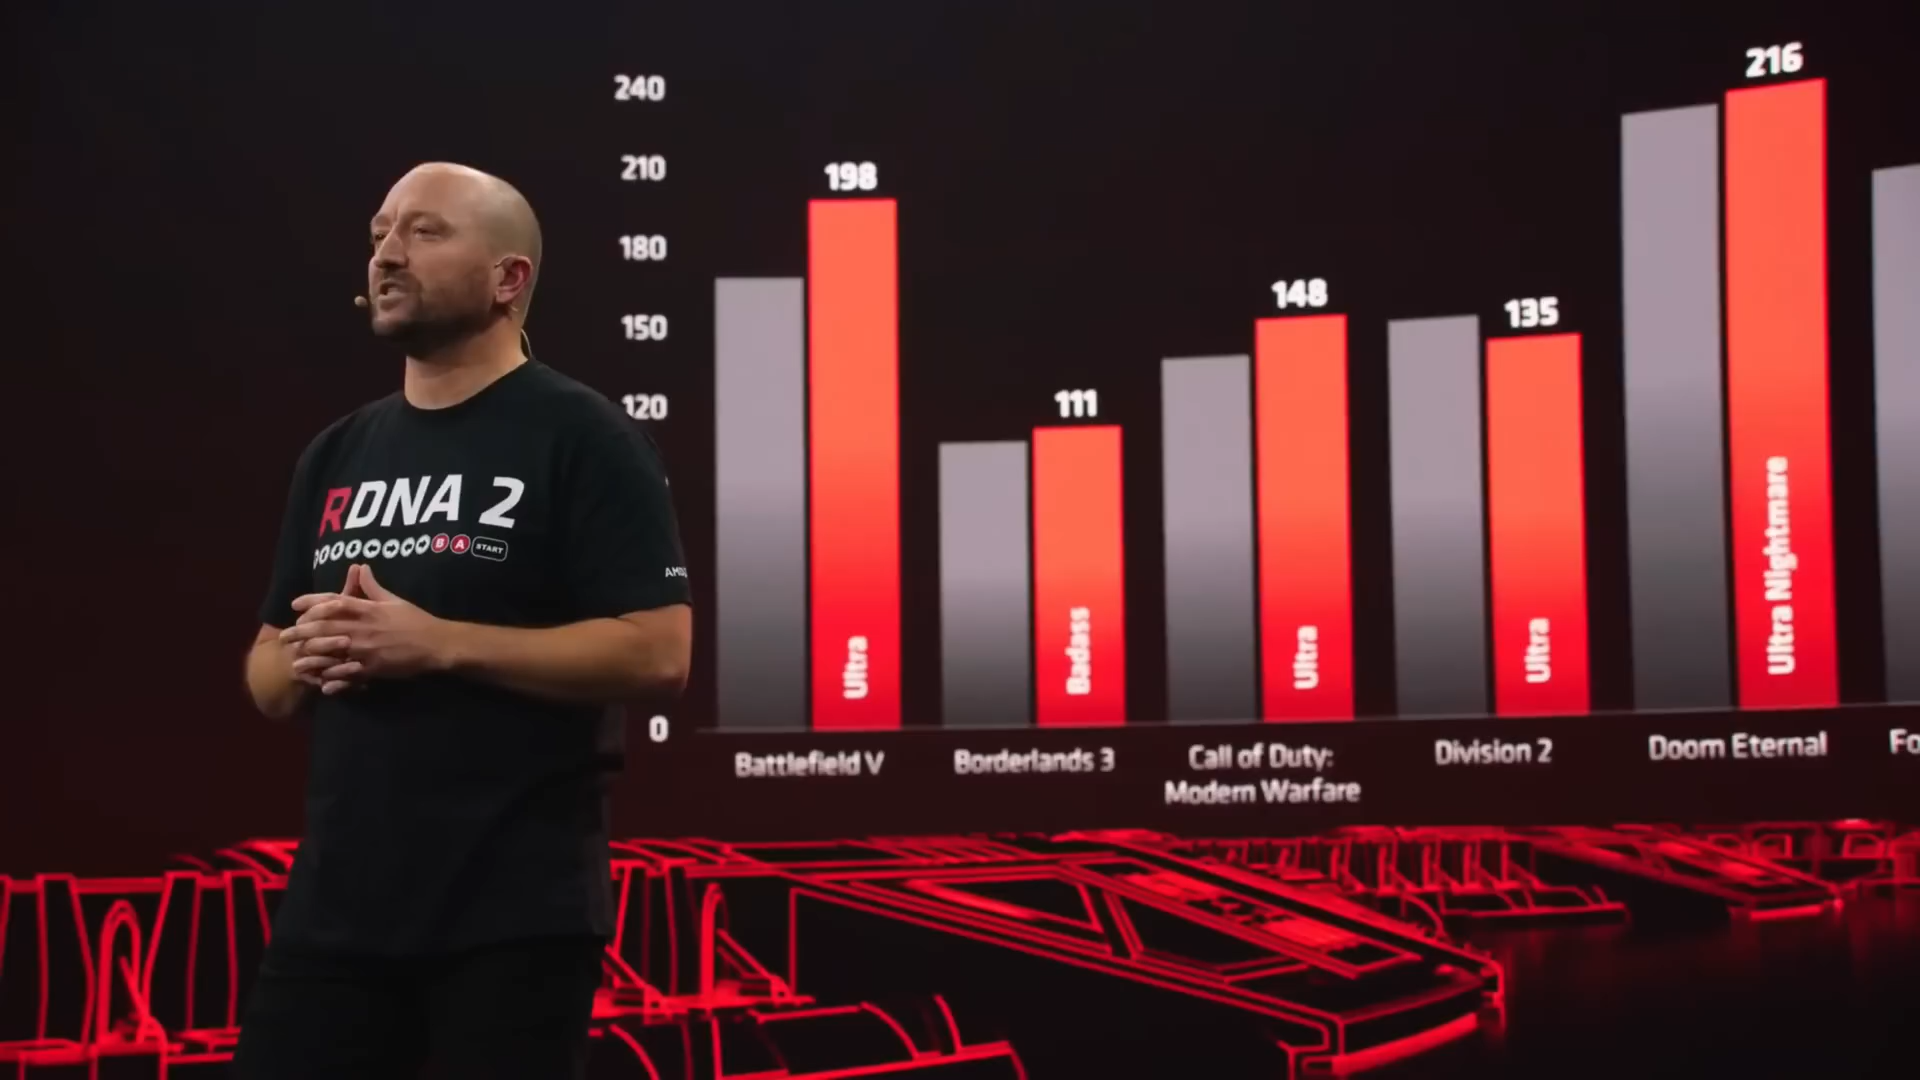 240
210
180
150
120
0
198
111
148
135
216
Ultra
Badass
Ultra
Ultra
Ultra Nightmare
Battlefield V
Borderlands 3
Call of Duty:
Modern Warfare
Division 2
Doom Eternal
Fo
RDNA 2
B A START